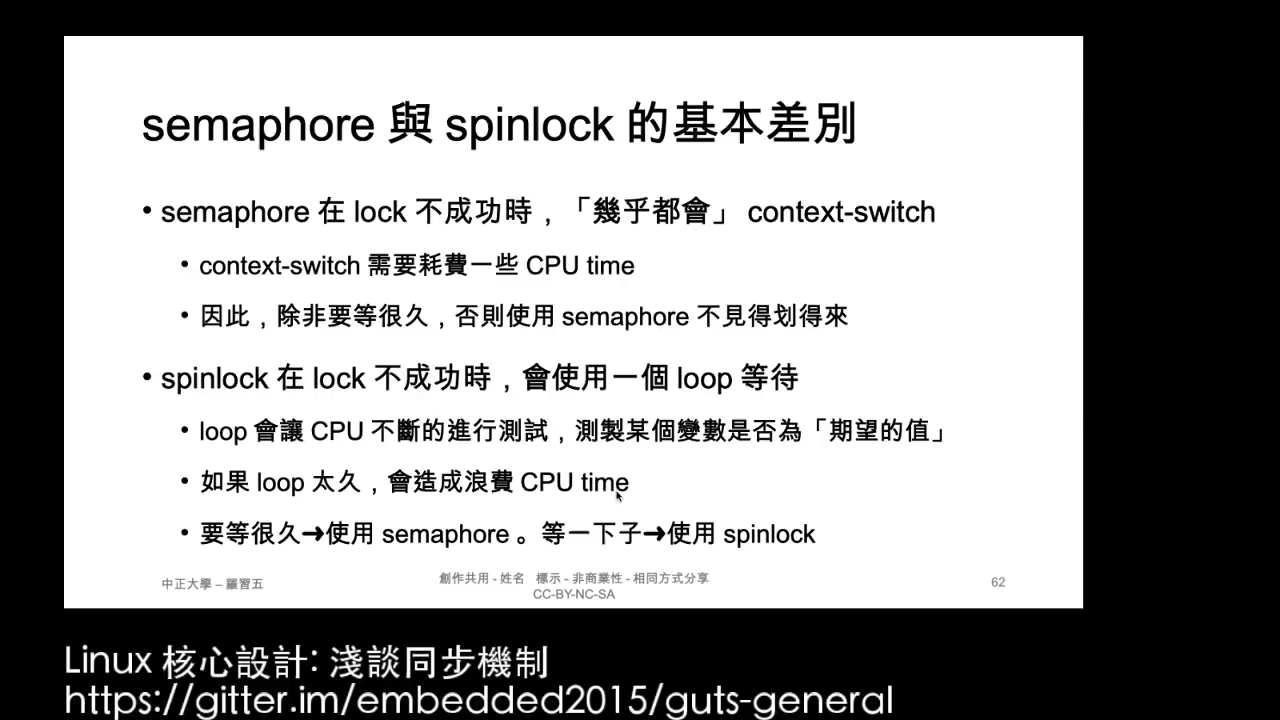 semaphore 與 spinlock 的基本差別
• semaphore 在 lock 不成功時，「幾乎都會」 context-switch
• context-switch 需要耗費一些 CPU time
• 因此，除非要等很久，否則使用 semaphore 不見得划得來
• spinlock 在 lock 不成功時，會使用一個 loop 等待
• loop 會讓 CPU 不斷的進行測試，測製某個變數是否為「期望的值」
• 如果 loop 太久，會造成浪費 CPU time
• 要等很久→使用 semaphore 。等一下子→使用 spinlock
中正大學 – 羅習五
創作共用 - 姓名 標示 - 非商業性 - 相同方式分享
CC-BY-NC-SA
62
Linux 核心設計: 淺談同步機制
https://gitter.im/embedded2015/guts-general